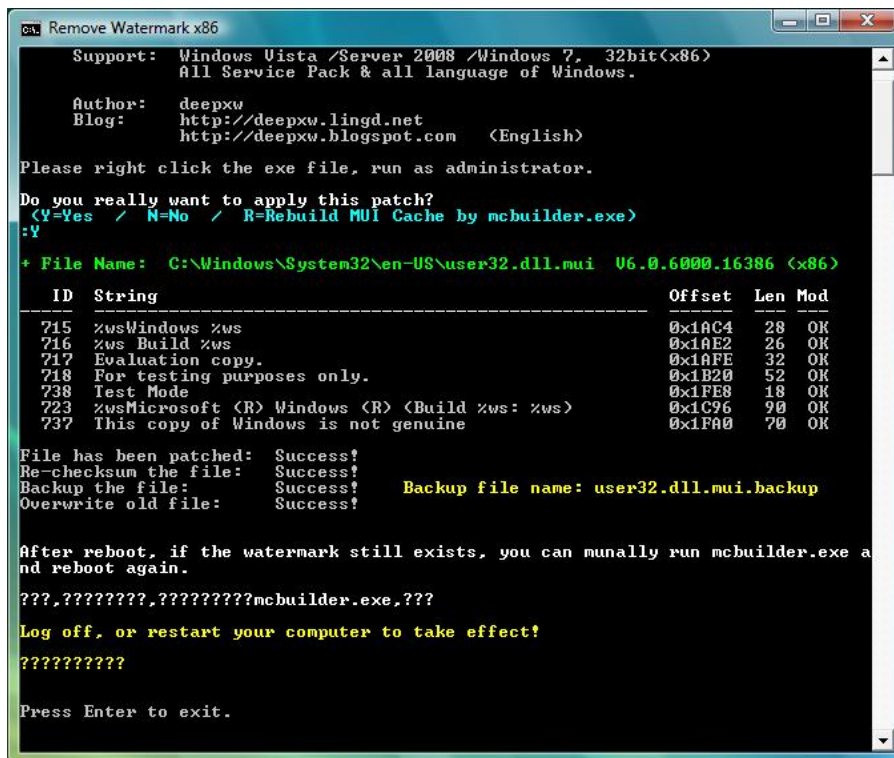 Remove Watermark x86
Support: Windows Vista /Server 2008 /Windows 7, 32bit(x86)
All Service Pack & all language of Windows.
Author: deepxw
Blog: http://deepxw.lingd.net
http://deepxw.blogspot.com (English)
Please right click the exe file, run as administrator.
Do you really want to apply this patch?
(Y=Yes / N=No / R=Rebuild MUI Cache by mcbuilder.exe)
:Y
+ File Name: C:\Windows\System32\en-US\user32.dll.mui V6.0.6000.16386 (x86)
ID String Offset Len Mod
715 %wsWindows %ws 0x1AC4 28 OK
716 %ws Build %ws 0x1AE2 26 OK
717 Evaluation copy. 0x1AFE 32 OK
718 For testing purposes only. 0x1B20 52 OK
738 Test Mode 0x1FE8 18 OK
723 %wsMicrosoft (R) Windows (R) (Build %ws: %ws) 0x1C96 90 OK
737 This copy of Windows is not genuine 0x1FA0 70 OK
File has been patched: Success!
Re-checksum the file: Success!
Backup the file: Success! Backup file name: user32.dll.mui.backup
Overwrite old file: Success!
After reboot, if the watermark still exists, you can munally run mcbuilder.exe a
nd reboot again.
???,????????,?????????mcbuilder.exe,???
Log off, or restart your computer to take effect!
??????????
Press Enter to exit.